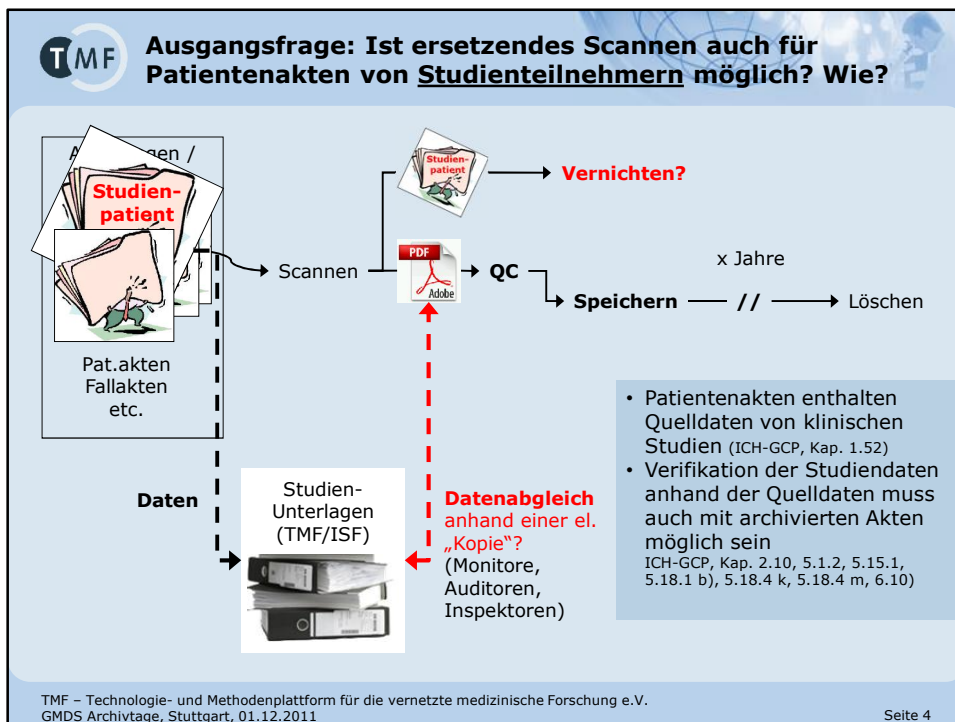 TMF
Ausgangsfrage: Ist ersetzendes Scannen auch für
Patientenakten von Studienteilnehmern möglich? Wie?
Studien-
patient
Pat.akten
Fallakten
etc.
Scannen
Studien-
patient
Vernichten?
PDF
Adobe
QC
x Jahre
Speichern
//
Löschen
Daten
Studien-
Unterlagen
(TMF/ISF)
Datenabgleich
anhand einer el.
„Kopie“?
(Monitore,
Auditoren,
Inspektoren)
• Patientenakten enthalten
Quelldaten von klinischen
Studien (ICH-GCP, Kap. 1.52)
• Verifikation der Studiendaten
anhand der Quelldaten muss
auch mit archivierten Akten
möglich sein
ICH-GCP, Kap. 2.10, 5.1.2, 5.15.1,
5.18.1 b), 5.18.4 k, 5.18.4 m, 6.10)
TMF – Technologie- und Methodenplattform für die vernetzte medizinische Forschung e.V.
GMDS Archivtage, Stuttgart, 01.12.2011
Seite 4